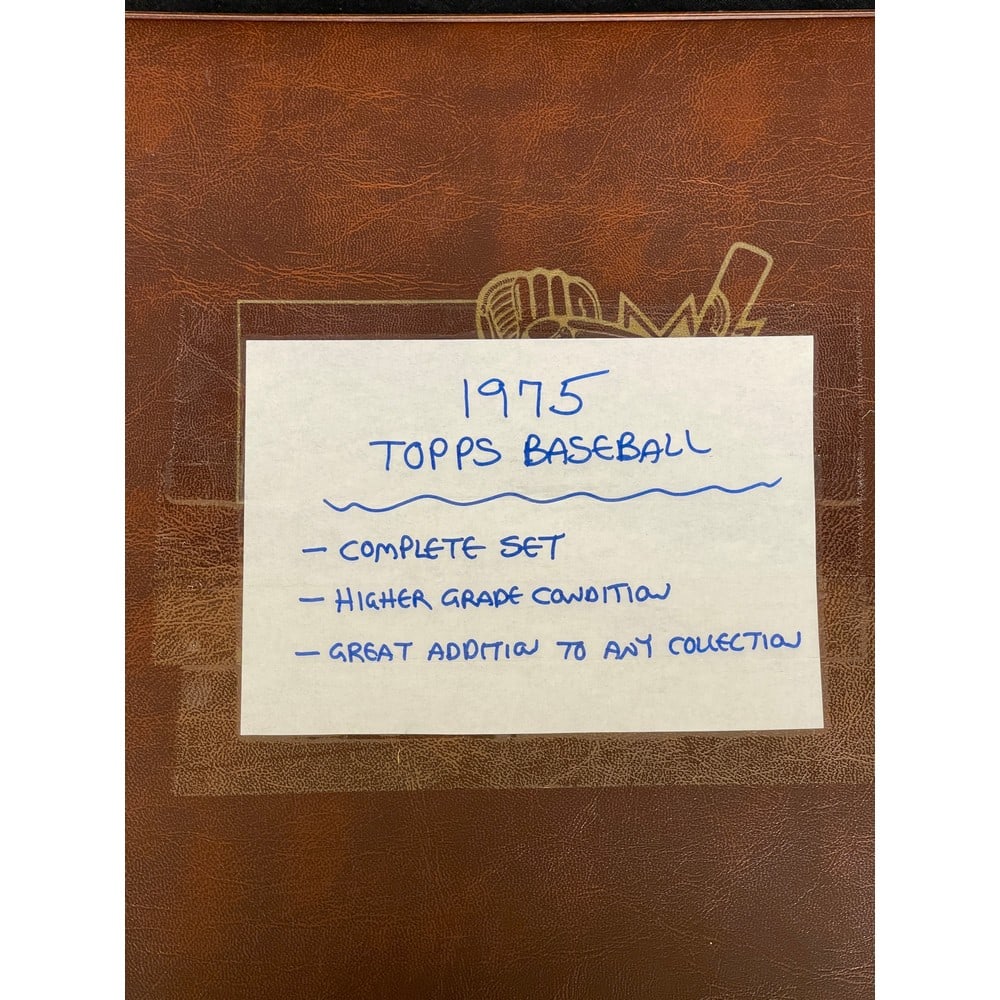 1975
TOPPS BASEBALL
- COMPLETE SET
- HIGHER GRADE CONDITION
- GREAT ADDITION TO ANY COLLECTION